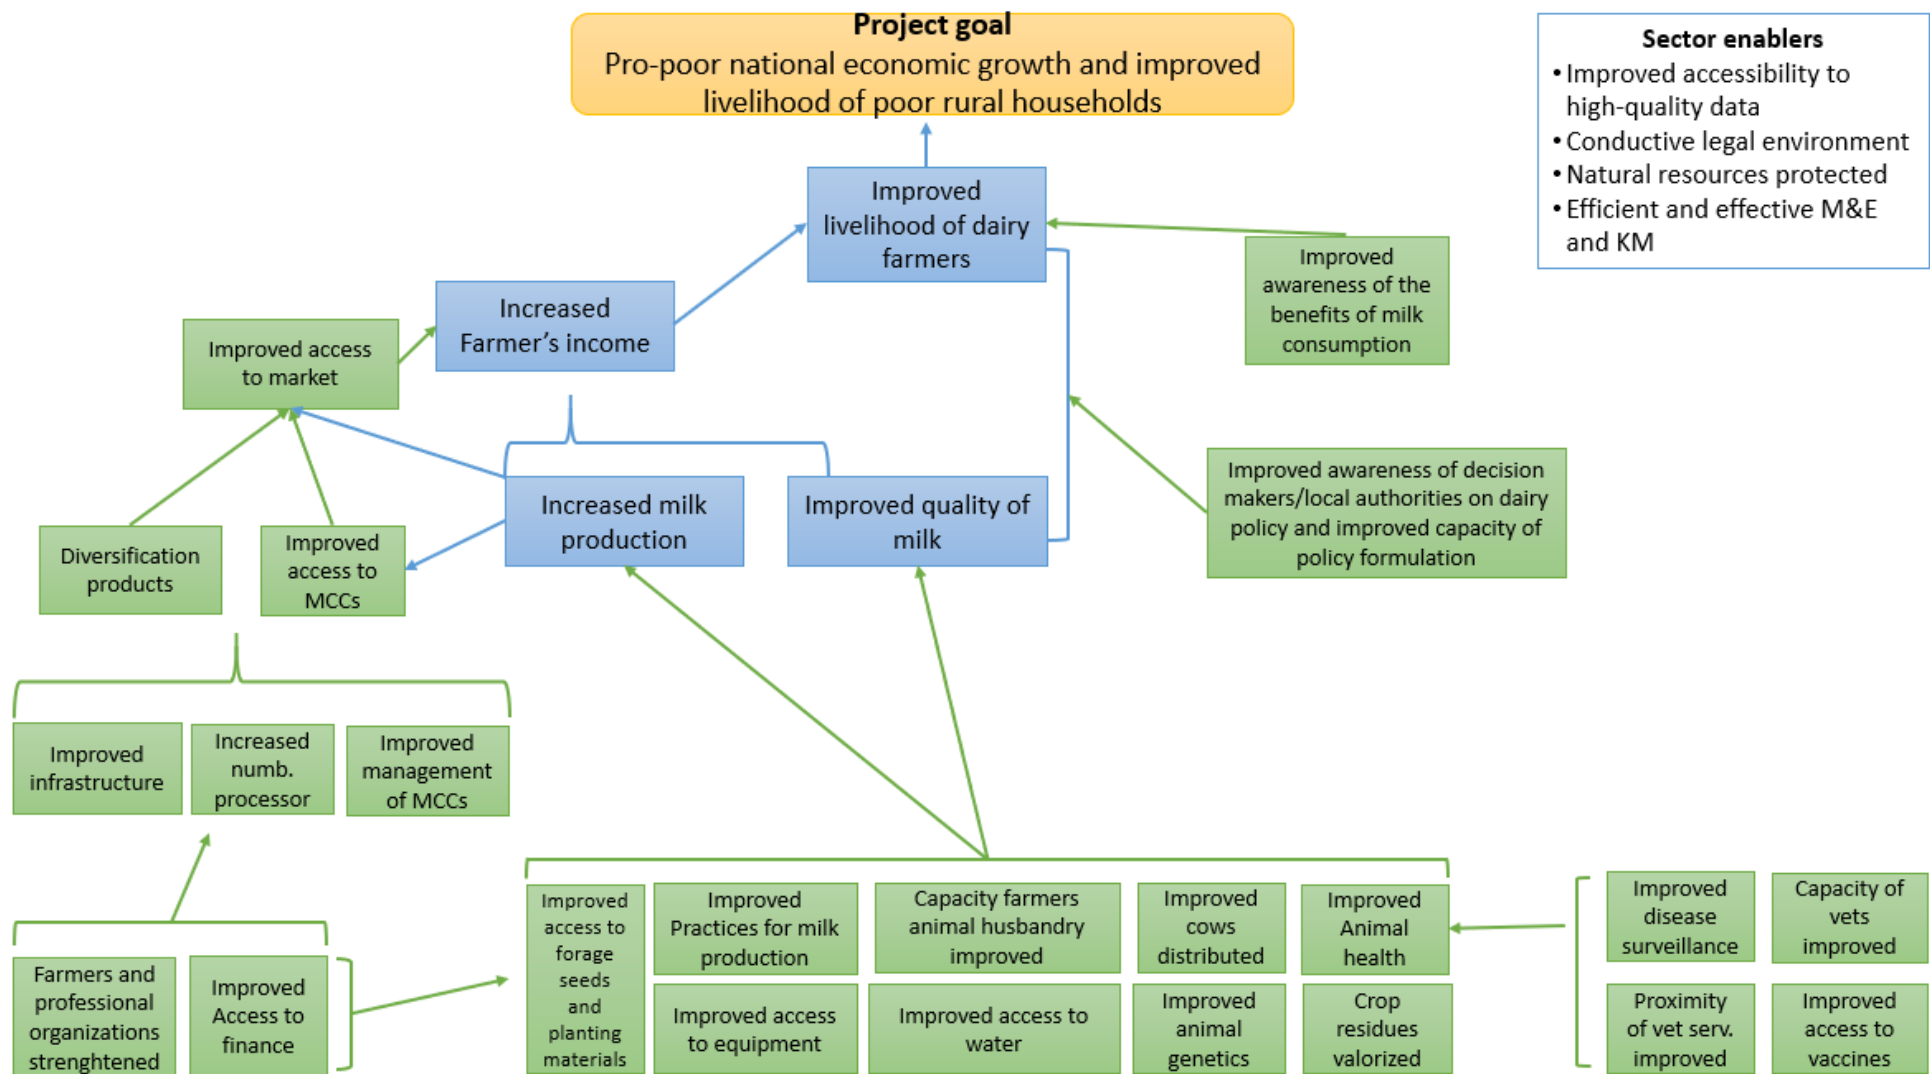 Project goal
Pro-poor national economic growth and improved
livelihood of poor rural households
Sector enablers
• Improved accessibility to
high-quality data
• Conductive legal environment
• Natural resources protected
• Efficient and effective M&E
and KM
Improved
livelihood of dairy
farmers
Improved
awareness of the
benefits of milk
consumption
Increased
Farmer's income
Improved access
to market
Increased milk
production
Improved quality of
milk
Improved awareness of decision
makers/local authorities on dairy
policy and improved capacity of
policy formulation
Diversification
products
Improved
access to
MCCs
Improved
infrastructure
Increased
numb.
processor
Improved
management
of MCCs
Farmers and
professional
organizations
strenghtened
Improved
Access to
finance
Improved
access to
forage
seeds
and
planting
materials
Improved
Practices for milk
production
Capacity farmers
animal husbandry
improved
Improved
cows
distributed
Improved
Animal
health
Improved access
to equipment
Improved access to
water
Improved
animal
genetics
Crop
residues
valorized
Improved
disease
surveillance
Capacity of
vets
improved
Proximity
of vet serv.
improved
Improved
access to
vaccines